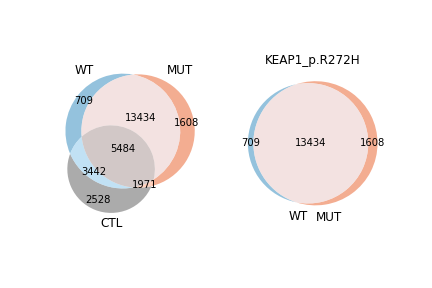 WT
MUT
709
13434
1608
5484
3442
1971
2528
CTL
KEAP1_p.R272H
709
13434
1608
WT
MUT